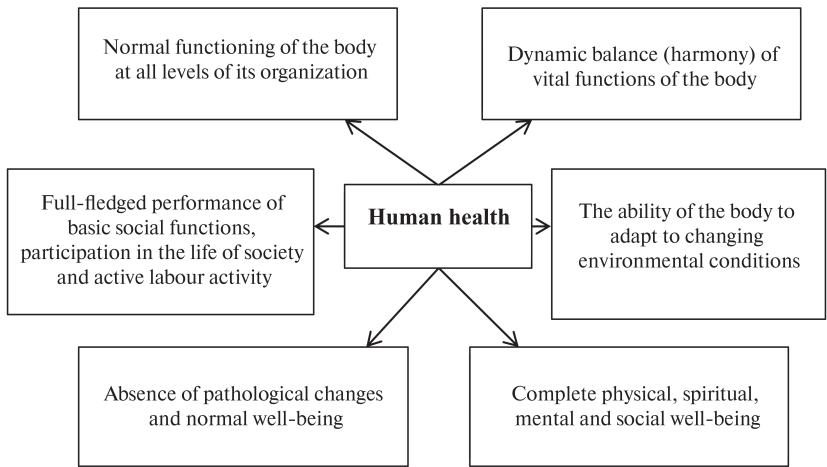 Normal functioning of the body
at all levels of its organization
Dynamic balance (harmony) of
vital functions of the body
Full-fledged performance of
basic social functions,
participation in the life of society
and active labour activity
Human health
The ability of the body to
adapt to changing
environmental conditions
Absence of pathological changes
and normal well-being
Complete physical, spiritual,
mental and social well-being